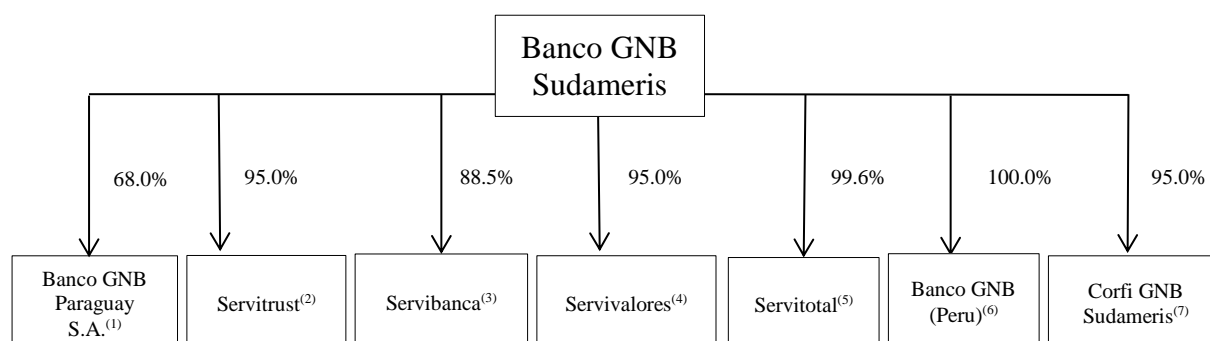 Banco GNB
Sudameris
68.0%
95.0%
88.5%
95.0%
99.6%
100.0%
95.0%
Banco GNB
Paraguay
S.A.(1)
Servitrust(2)
Servibanca(3)
Servivalores(4)
Servitotal(5)
Banco GNB
(Peru)(6)
Corfi GNB
Sudameris(7)